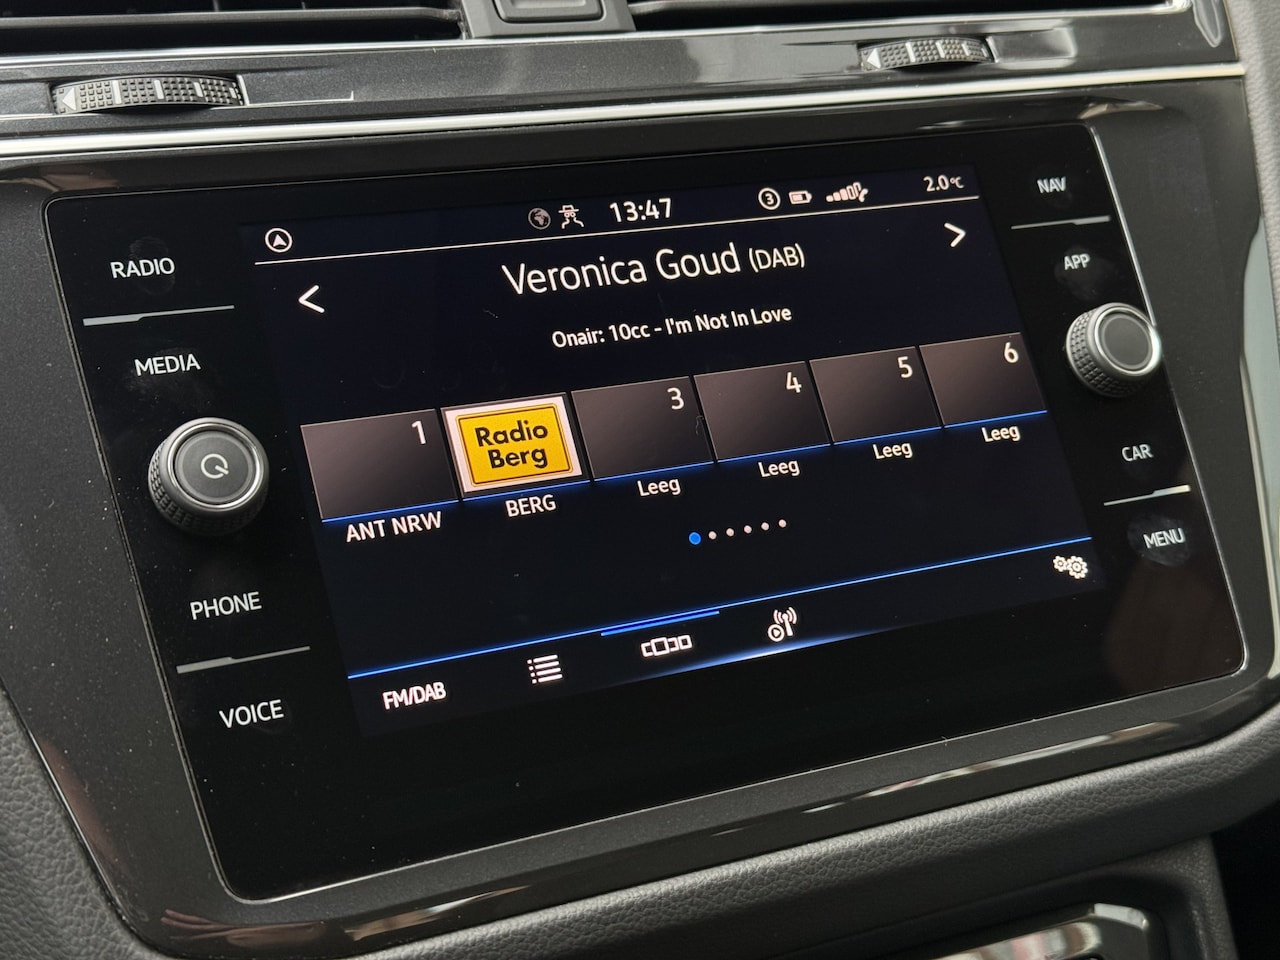 13:47
3
2.0°C
Veronica Goud (DAB)
Onair: 10cc - I'm Not In Love
1
ANT NRW
Radio
Berg
BERG
3
Leeg
4
Leeg
5
Leeg
6
Leeg
FM/DAB
RADIO
MEDIA
PHONE
VOICE
NAV
APP
CAR
MENU